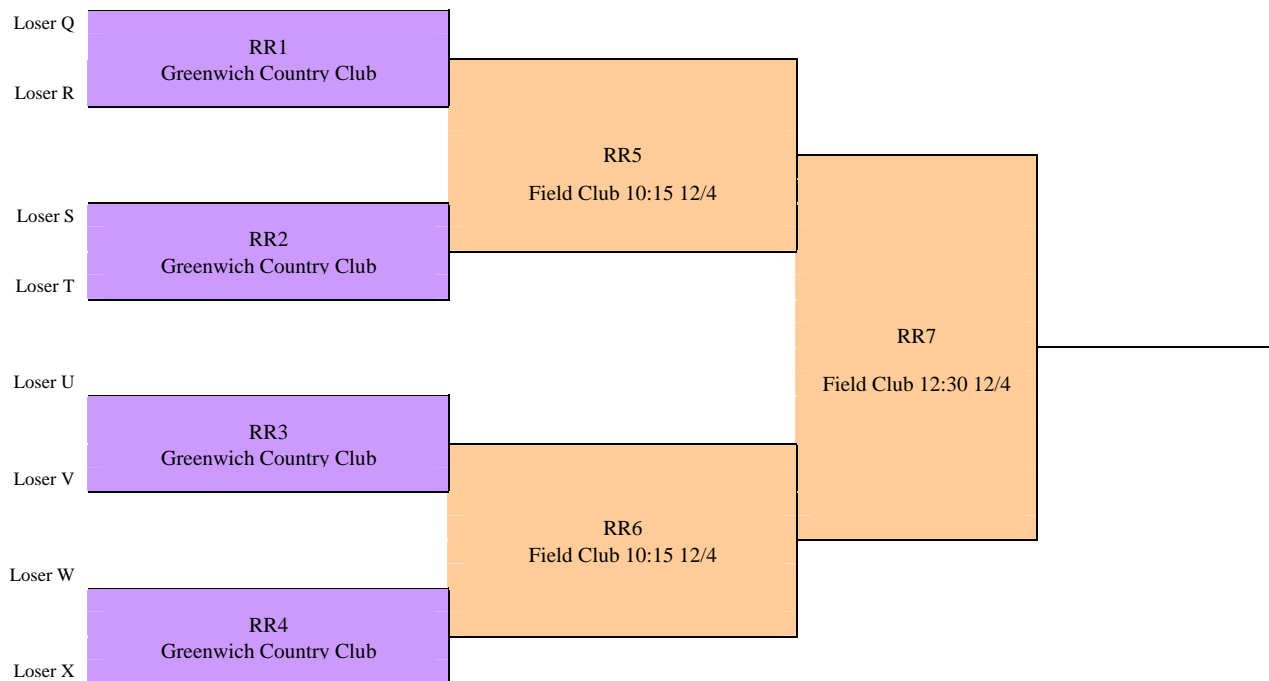 Loser Q
RR1
Greenwich Country Club
Loser R
RR5
Field Club 10:15 12/4
Loser S
RR2
Greenwich Country Club
Loser T
RR7
Field Club 12:30 12/4
Loser U
RR3
Greenwich Country Club
Loser V
RR6
Field Club 10:15 12/4
Loser W
RR4
Greenwich Country Club
Loser X